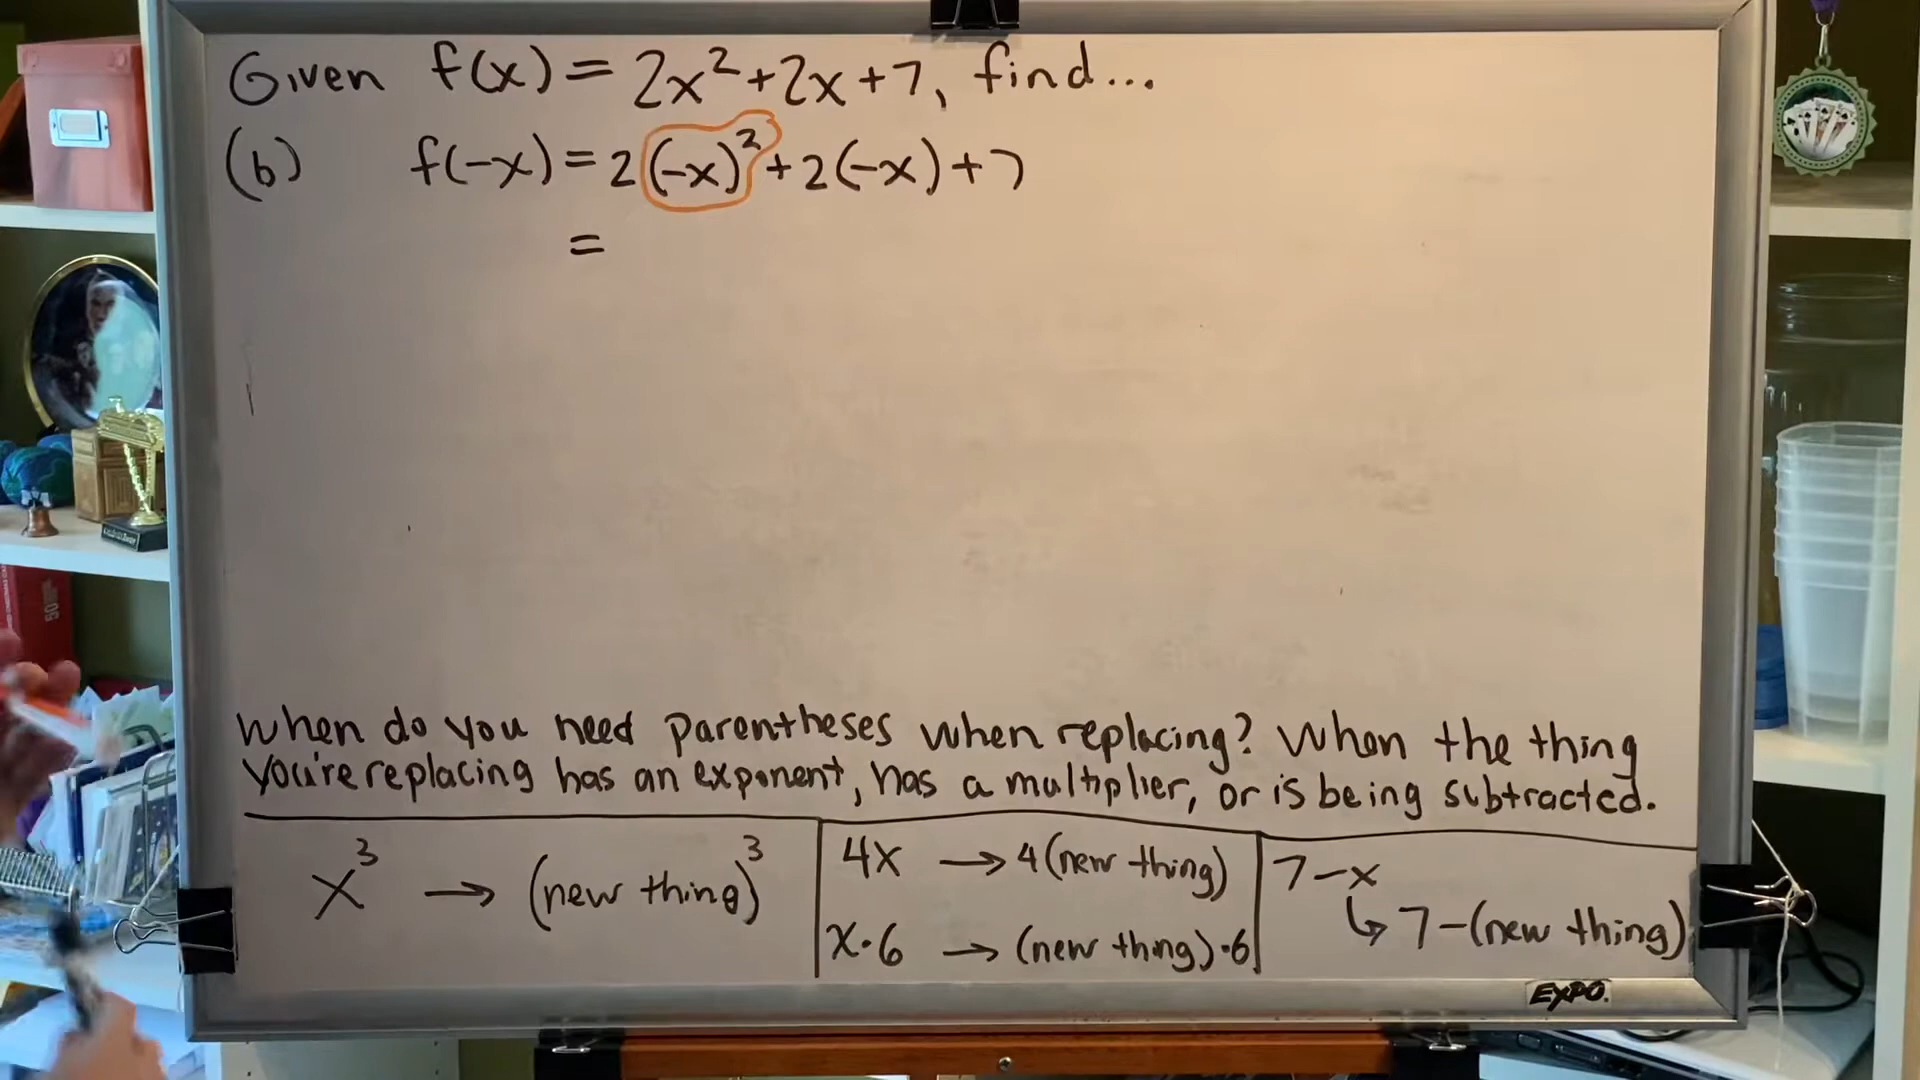 Given f(x) = 2x² + 2x + 7, find...
(b) f(-x) = 2(-x)² + 2(-x) + 7
=
When do you need parentheses when replacing? When the thing
you're replacing has an exponent, has a multiplier, or is being subtracted.
x³ → (new thing)³
4x → 4(new thing)
x·6 → (new thing)·6
7-x
↳ 7-(new thing)
EXPO.
50